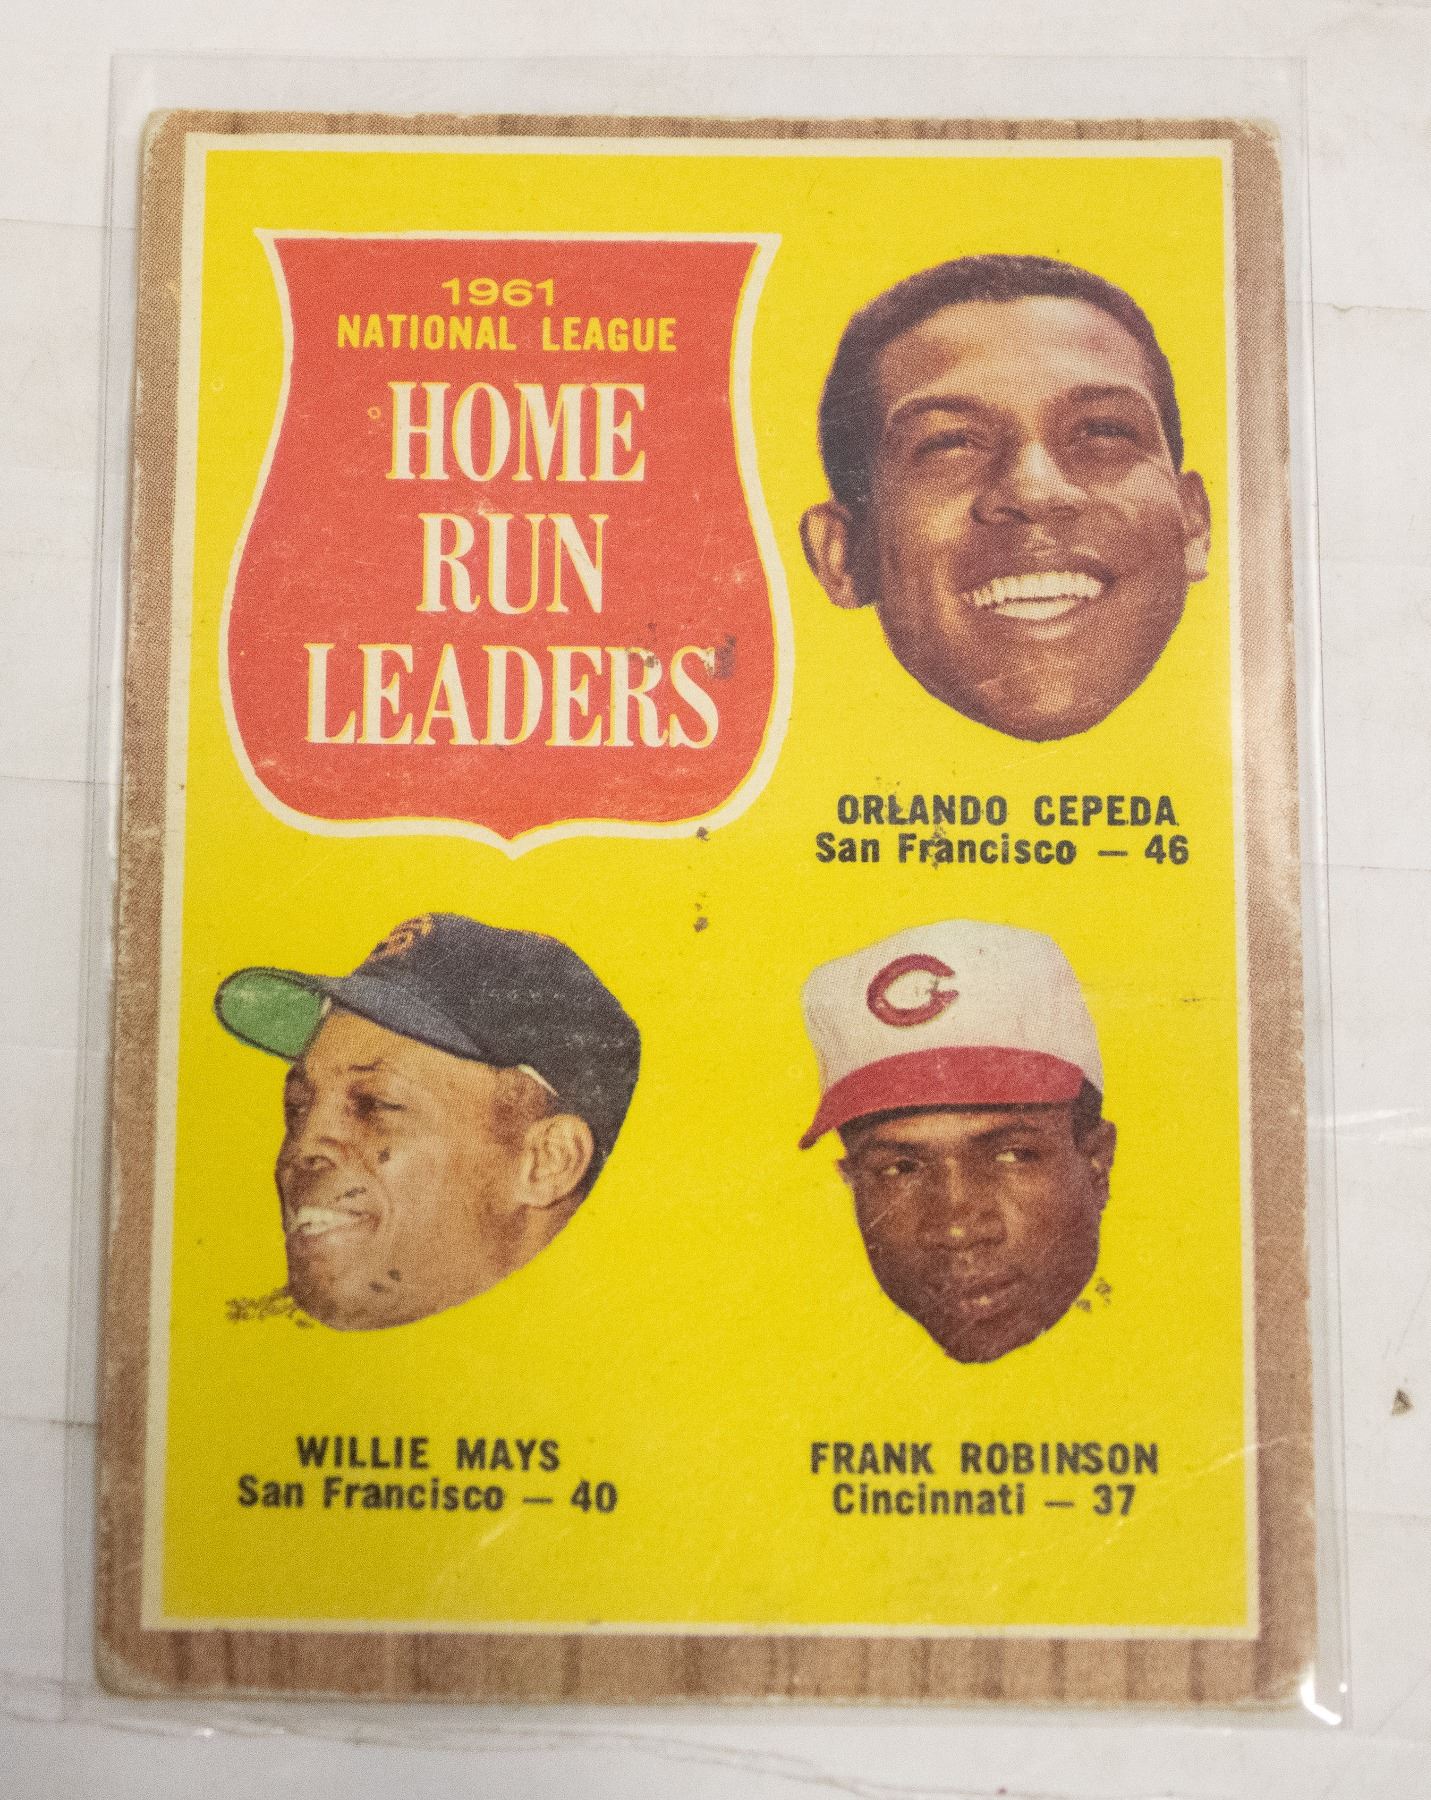 1961
NATIONAL LEAGUE
HOME
RUN
LEADERS
ORLANDO CEPEDA
San Francisco — 46
WILLIE MAYS
San Francisco — 40
C
FRANK ROBINSON
Cincinnati — 37